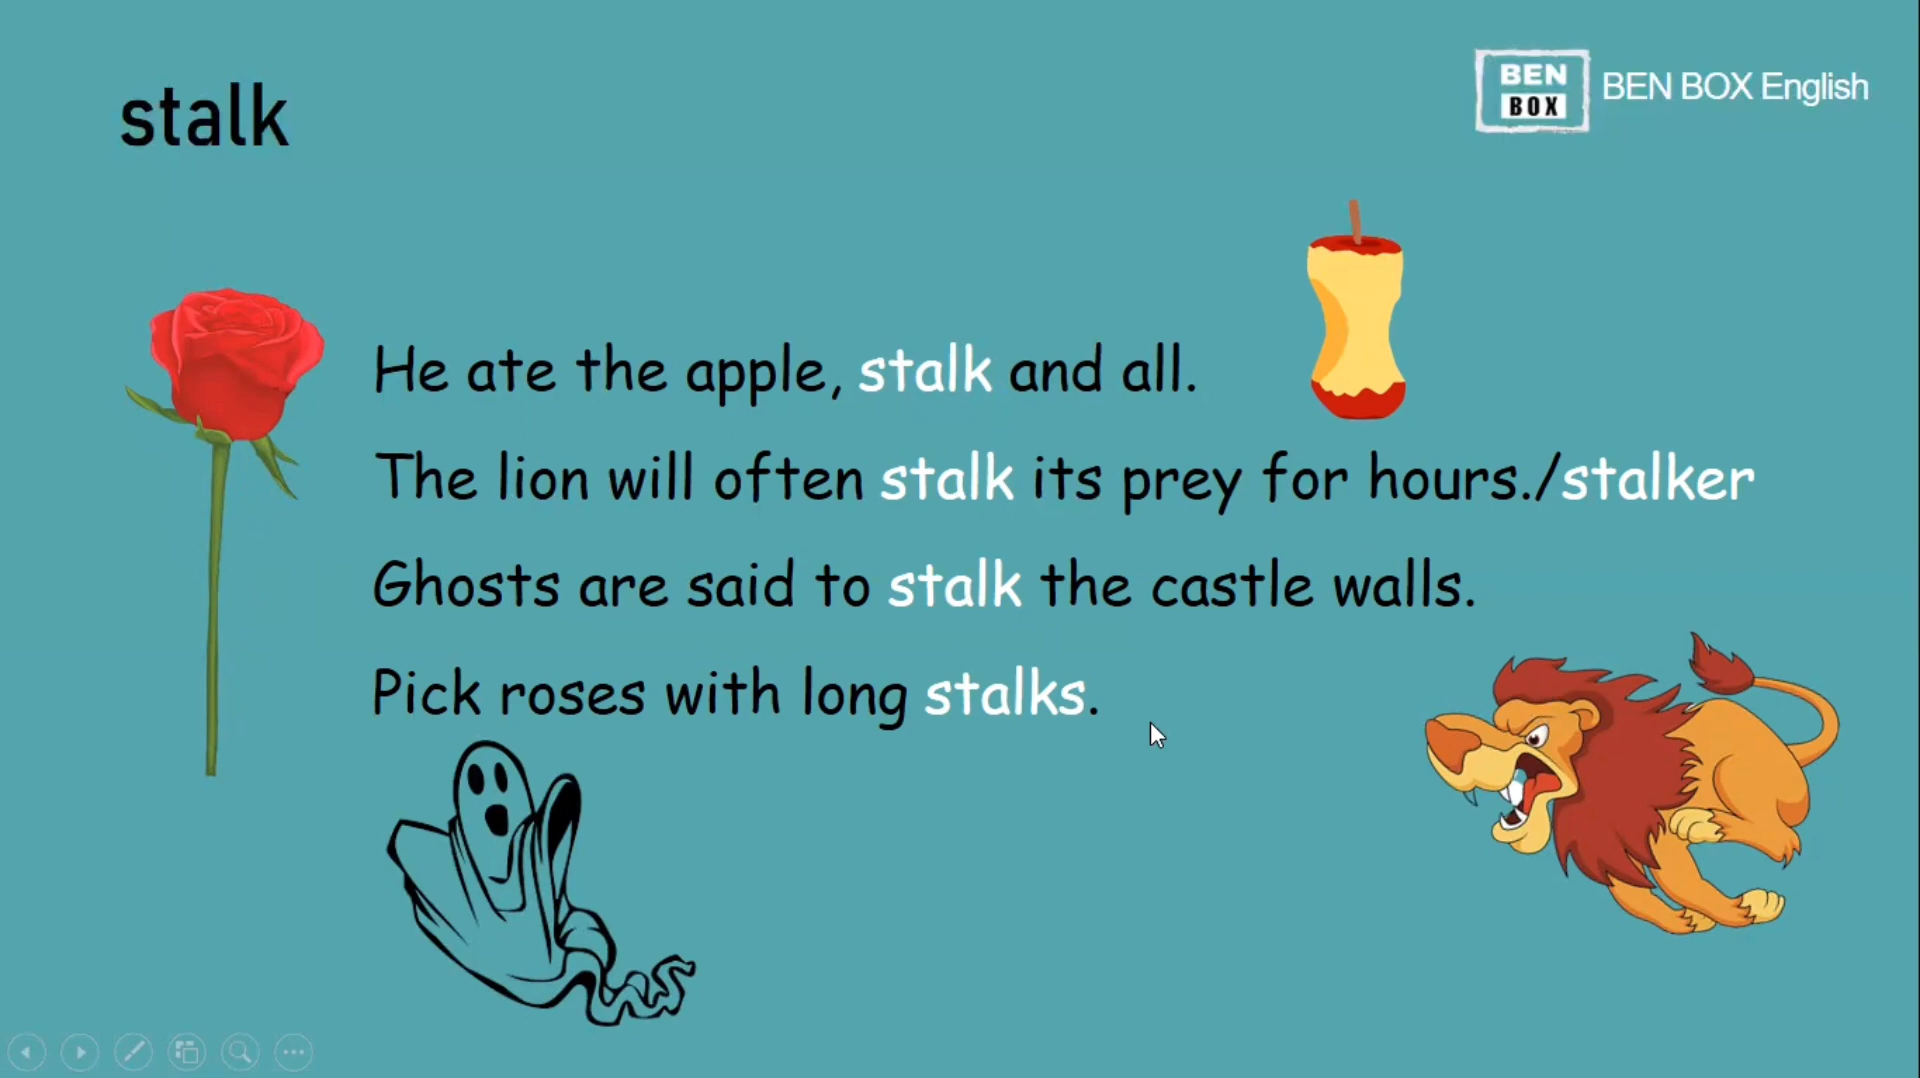 stalk
BEN
BOX
BEN BOX English
He ate the apple, stalk and all.
The lion will often stalk its prey for hours./stalker
Ghosts are said to stalk the castle walls.
Pick roses with long stalks.